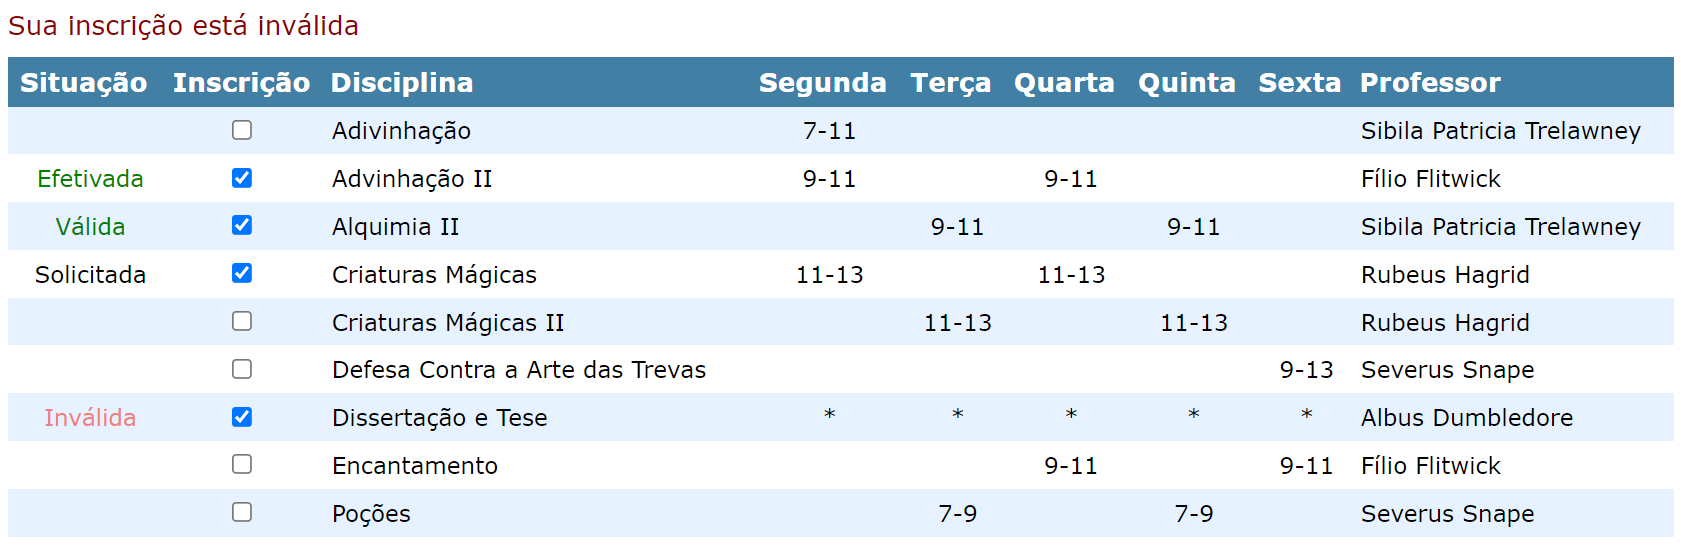 Sua inscrição está inválida
Situação Inscrição Disciplina Segunda Terça Quarta Quinta Sexta Professor
Adivinhação 7-11 Sibila Patricia Trelawney
Efetivada Advinhação II 9-11 9-11 Fílio Flitwick
Válida Alquimia II 9-11 9-11 Sibila Patricia Trelawney
Solicitada Criaturas Mágicas 11-13 11-13 Rubeus Hagrid
Criaturas Mágicas II 11-13 11-13 Rubeus Hagrid
Defesa Contra a Arte das Trevas 9-13 Severus Snape
Inválida Dissertação e Tese * * * * * Albus Dumbledore
Encantamento 9-11 9-11 Fílio Flitwick
Poções 7-9 7-9 Severus Snape